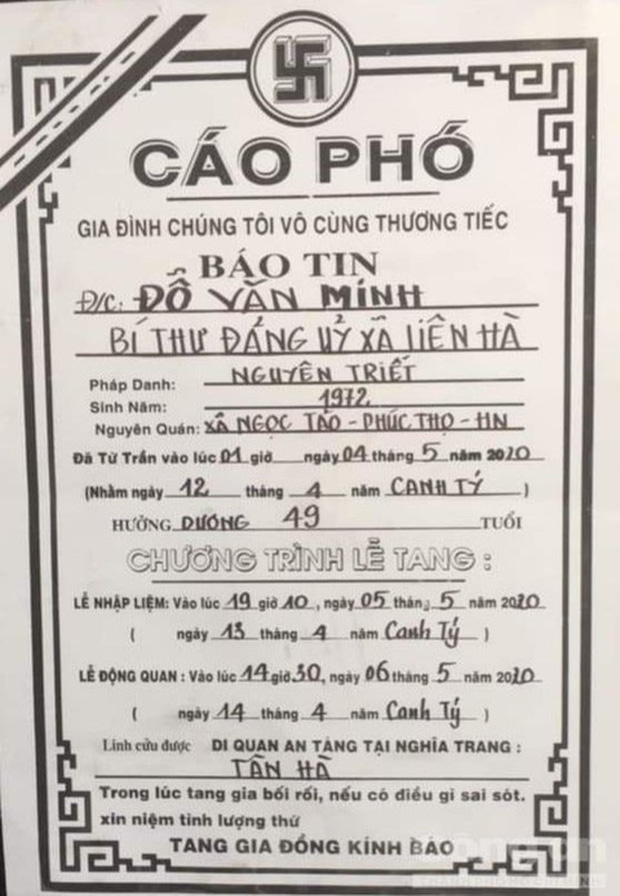 CÁO PHÓ
GIA ĐÌNH CHÚNG TÔI VÔ CÙNG THƯƠNG TIẾC
BÁO TIN
Đ/c: ĐỖ VĂN MINH
BÍ THƯ ĐẢNG UỶ XÃ LIÊN HÀ
Pháp Danh: NGUYÊN TRIẾT
Sinh Năm: 1972
Nguyên Quán: XÃ NGỌC TẢO - PHÚC THỌ - HN
Đã Từ Trần vào lúc 01 giờ ngày 04 tháng 5 năm 2020
(Nhằm ngày 12 tháng 4 năm CANH TÝ)
HƯỞNG DƯƠNG 49 TUỔI
CHƯƠNG TRÌNH LỄ TANG :
LỄ NHẬP LIỆM: Vào lúc 19 giờ 10, ngày 05 tháng 5 năm 2020
( ngày 13 tháng 4 năm Canh Tý )
LỄ ĐỘNG QUAN : Vào lúc 14 giờ 30, ngày 06 tháng 5 năm 2020
( ngày 14 tháng 4 năm Canh Tý )
Linh cửu được DI QUAN AN TÁNG TẠI NGHĨA TRANG :
TÂN HÀ
Trong lúc tang gia bối rối, nếu có điều gì sai sót.
xin niệm tình lượng thứ
TANG GIA ĐỒNG KÍNH BÁO